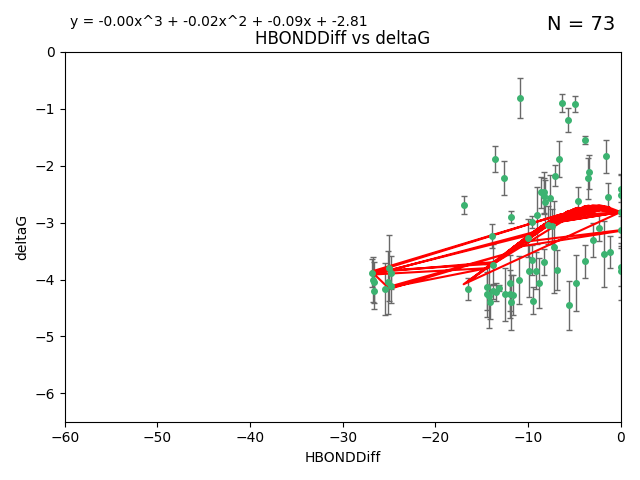 y = -0.00x^3 + -0.02x^2 + -0.09x + -2.81
N = 73
HBONDDiff vs deltaG
0
−1
−2
−3
−4
−5
−6
deltaG
−60 −50 −40 −30 −20 −10 0
HBONDDiff